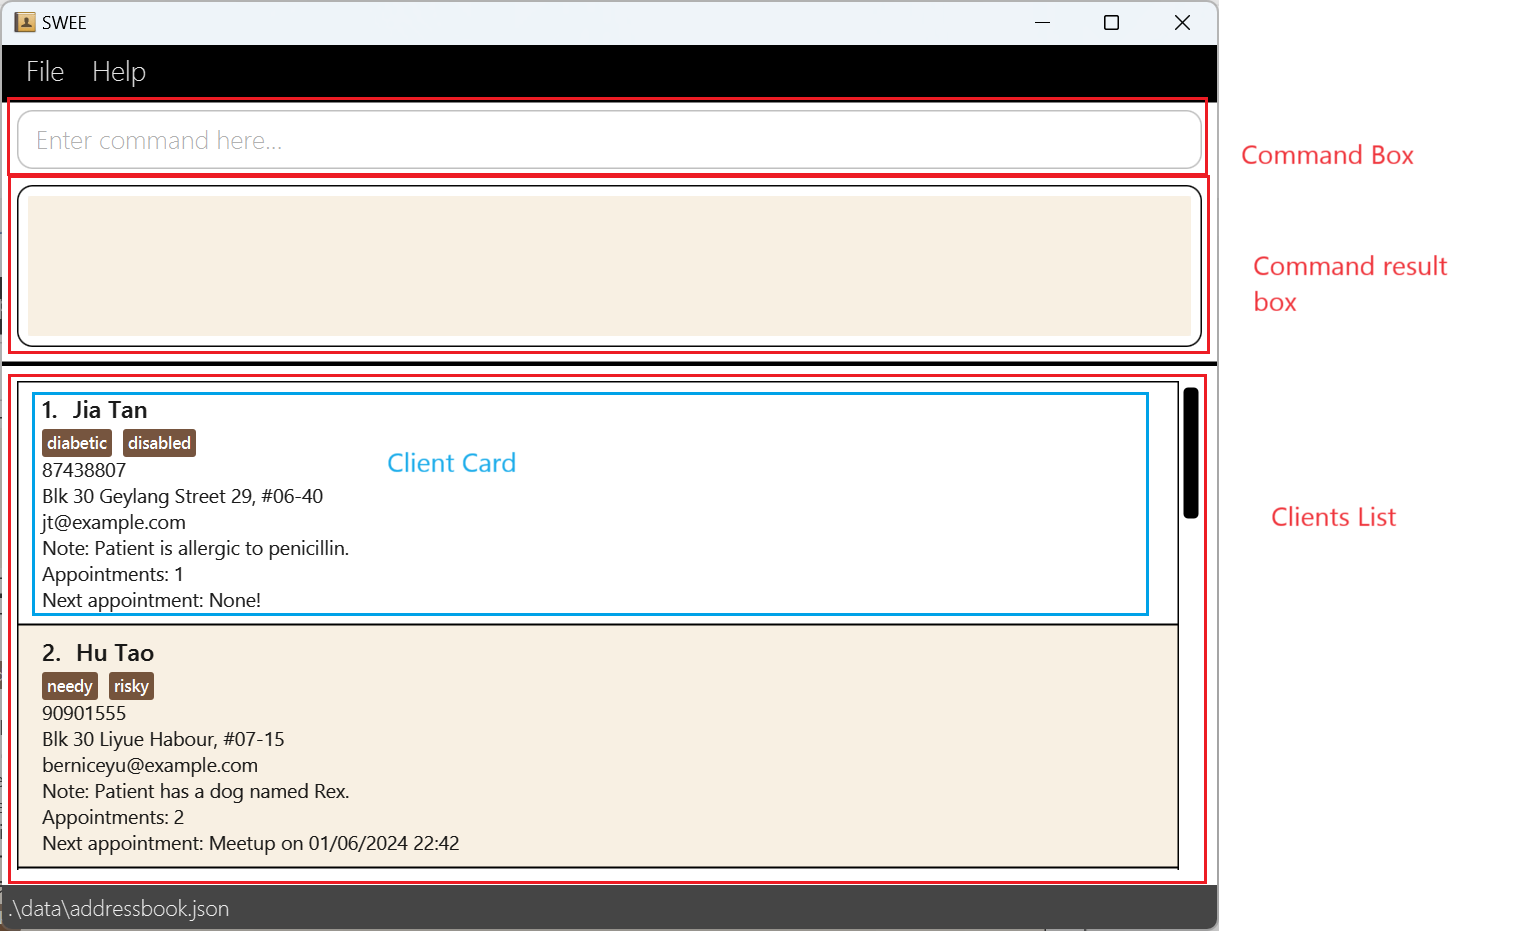 SWEE
File Help
Enter command here...
Command Box
Command result
box
1. Jia Tan
diabetic disabled
Client Card
87438807
Blk 30 Geylang Street 29, #06-40
jt@example.com
Note: Patient is allergic to penicillin.
Appointments: 1
Next appointment: None!
Clients List
2. Hu Tao
needy risky
90901555
Blk 30 Liyue Habour, #07-15
berniceyu@example.com
Note: Patient has a dog named Rex.
Appointments: 2
Next appointment: Meetup on 01/06/2024 22:42
.\data\addressbook.json